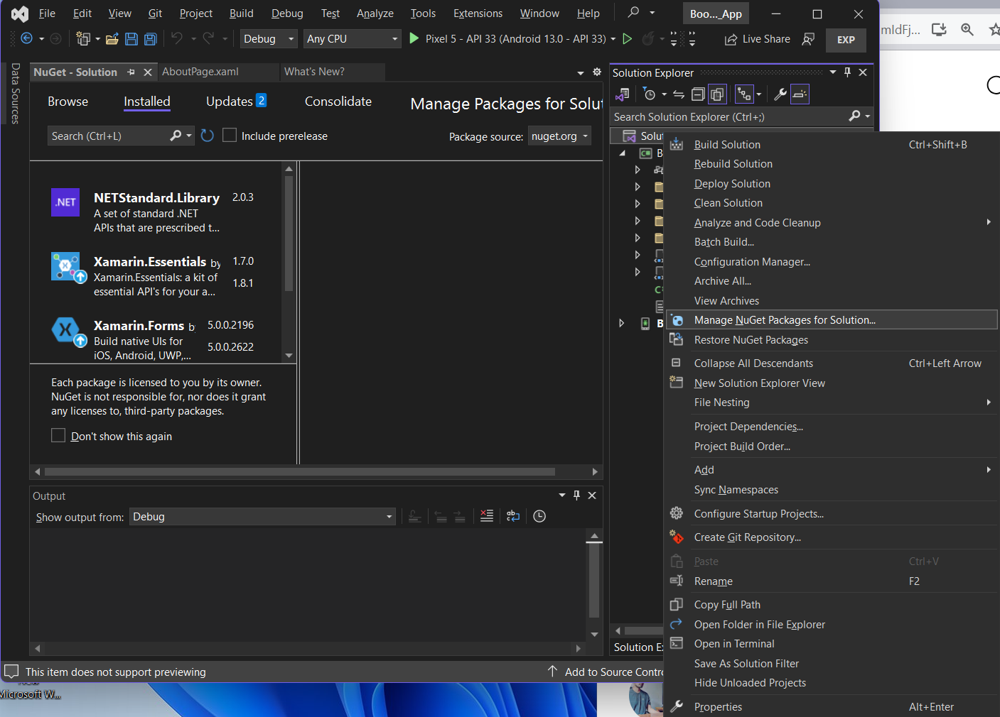 File Edit View Git Project Build Debug Test Analyze Tools Extensions Window Help Boo..._App
Debug Any CPU Pixel 5 - API 33 (Android 13.0 - API 33) Live Share EXP
mIdFj...
Data Sources
NuGet - Solution AboutPage.xaml What's New?
Browse Installed Updates 2 Consolidate Manage Packages for Solut
Search (Ctrl+L) Include prerelease Package source: nuget.org
.NET NETStandard.Library 2.0.3
A set of standard .NET
APIs that are prescribed t...
Xamarin.Essentials by 1.7.0
Xamarin.Essentials: a kit of
essential API's for your a... 1.8.1
Xamarin.Forms by 5.0.0.2196
Build native UIs for
iOS, Android, UWP,... 5.0.0.2622
Each package is licensed to you by its owner.
NuGet is not responsible for, nor does it grant
any licenses to, third-party packages.
Don't show this again
Output
Show output from: Debug
This item does not support previewing
Add to Source Contro
Microsoft W...
Solution Explorer
Search Solution Explorer (Ctrl+;)
Solut
C# B
C#
B
Solution Ex
Build Solution Ctrl+Shift+B
Rebuild Solution
Deploy Solution
Clean Solution
Analyze and Code Cleanup
Batch Build...
Configuration Manager...
Archive All...
View Archives
Manage NuGet Packages for Solution...
Restore NuGet Packages
Collapse All Descendants Ctrl+Left Arrow
New Solution Explorer View
File Nesting
Project Dependencies...
Project Build Order...
Add
Sync Namespaces
Configure Startup Projects...
Create Git Repository...
Paste Ctrl+V
Rename F2
Copy Full Path
Open Folder in File Explorer
Open in Terminal
Save As Solution Filter
Hide Unloaded Projects
Properties Alt+Enter